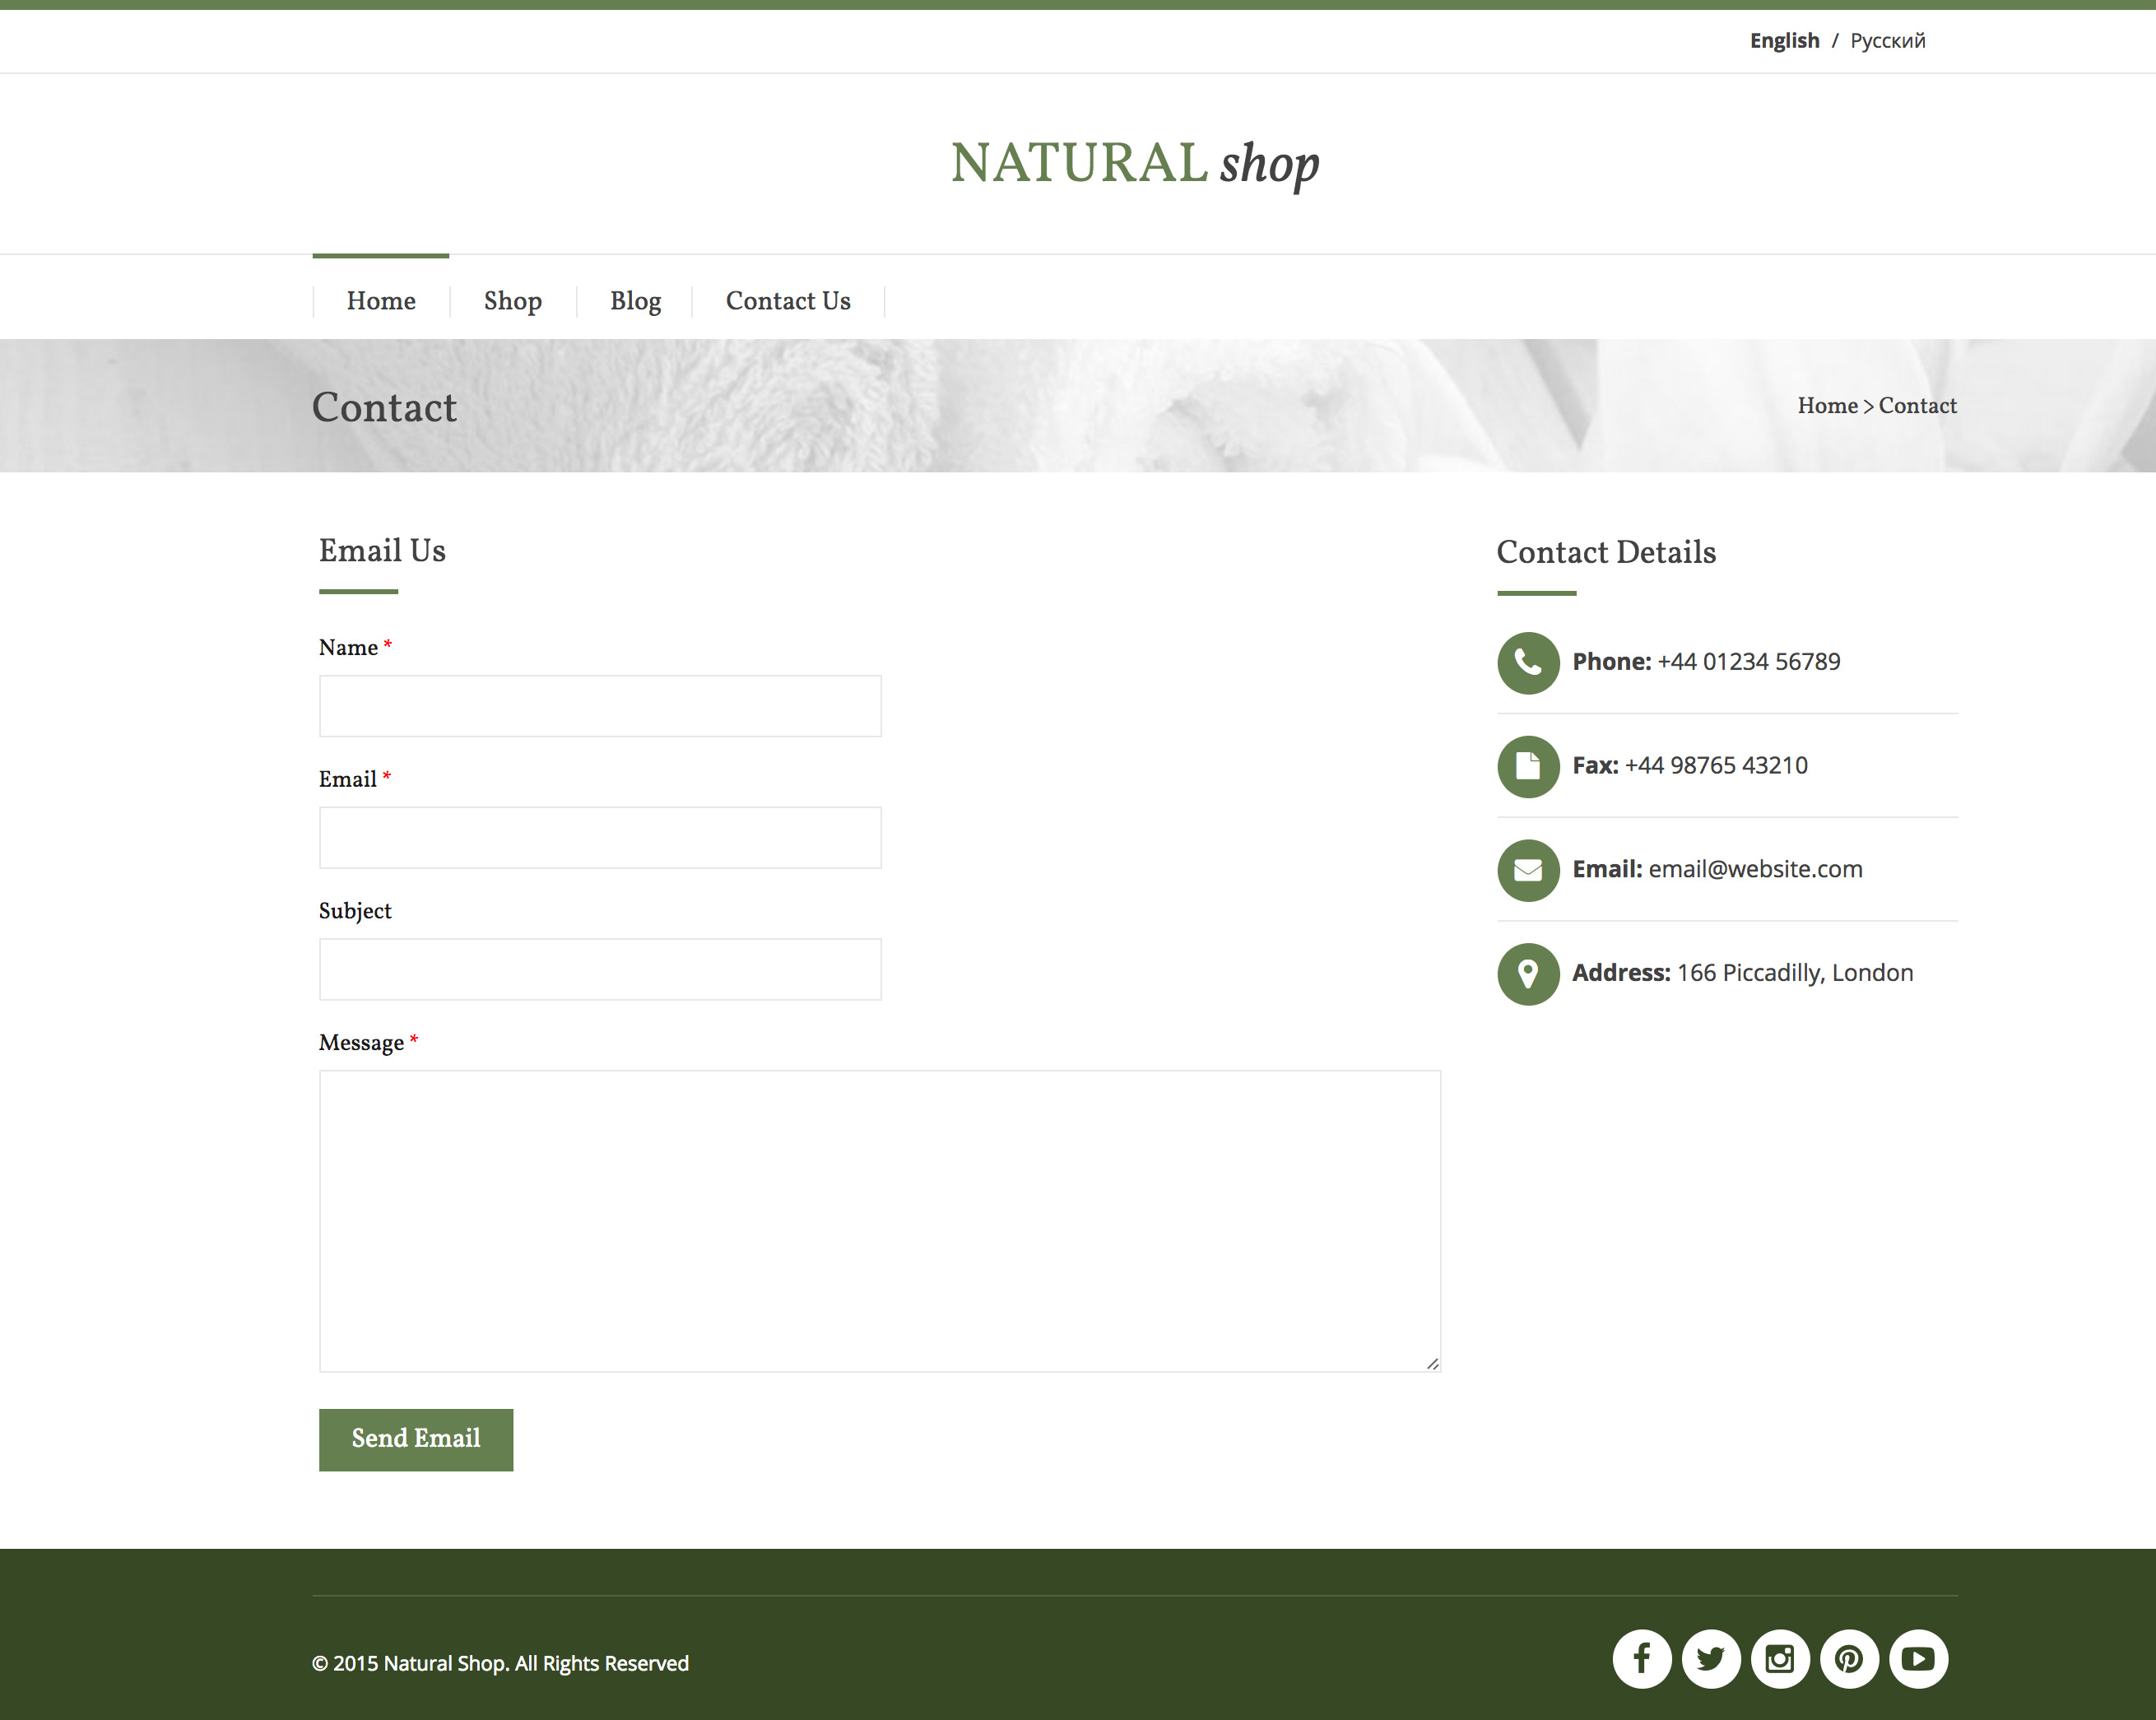 English / Русский
NATURAL shop
Home Shop Blog Contact Us
Contact
Home > Contact
Email Us
Name *
Email *
Subject
Message *
Send Email
Contact Details
Phone: +44 01234 56789
Fax: +44 98765 43210
Email: email@website.com
Address: 166 Piccadilly, London
© 2015 Natural Shop. All Rights Reserved